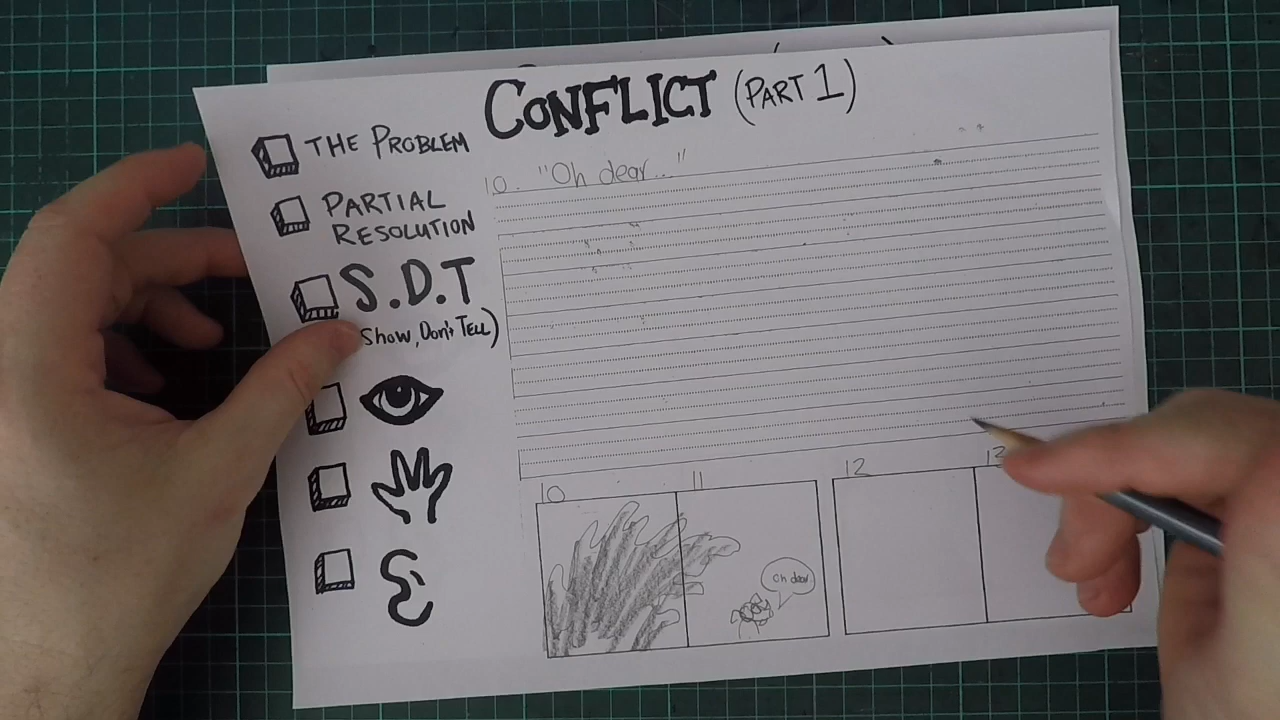 CONFLICT (PART 1)
THE PROBLEM
PARTIAL
RESOLUTION
S.D.T
Show, Don't TELL)
10. "Oh dear..."
10
11
12
13
Oh dear